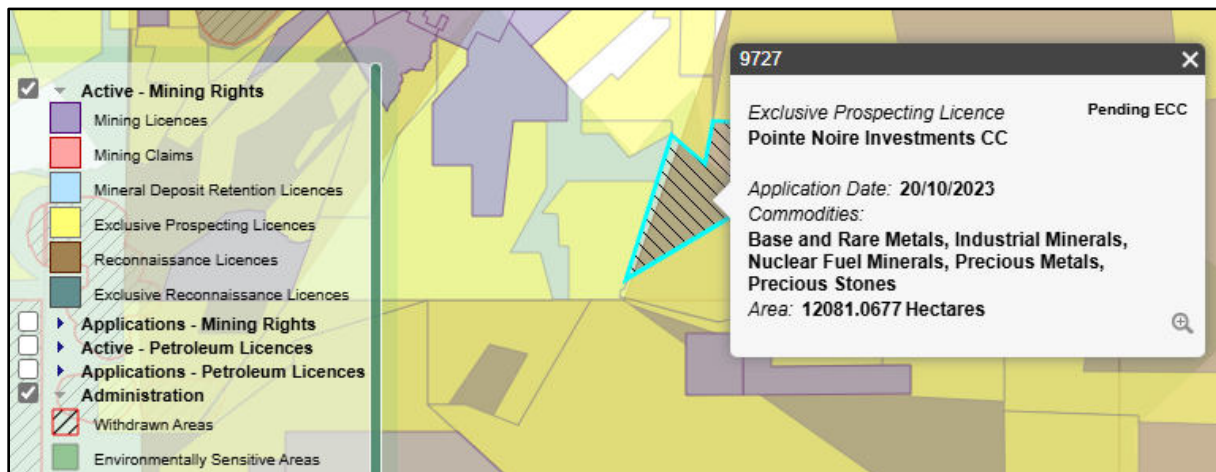 Active - Mining Rights
Mining Licences
Mining Claims
Mineral Deposit Retention Licences
Exclusive Prospecting Licences
Reconnaissance Licences
Exclusive Reconnaissance Licences
Applications - Mining Rights
Active - Petroleum Licences
Applications - Petroleum Licences
Administration
Withdrawn Areas
Environmentally Sensitive Areas
9727
Exclusive Prospecting Licence Pending ECC
Pointe Noire Investments CC
Application Date: 20/10/2023
Commodities:
Base and Rare Metals, Industrial Minerals,
Nuclear Fuel Minerals, Precious Metals,
Precious Stones
Area: 12081.0677 Hectares